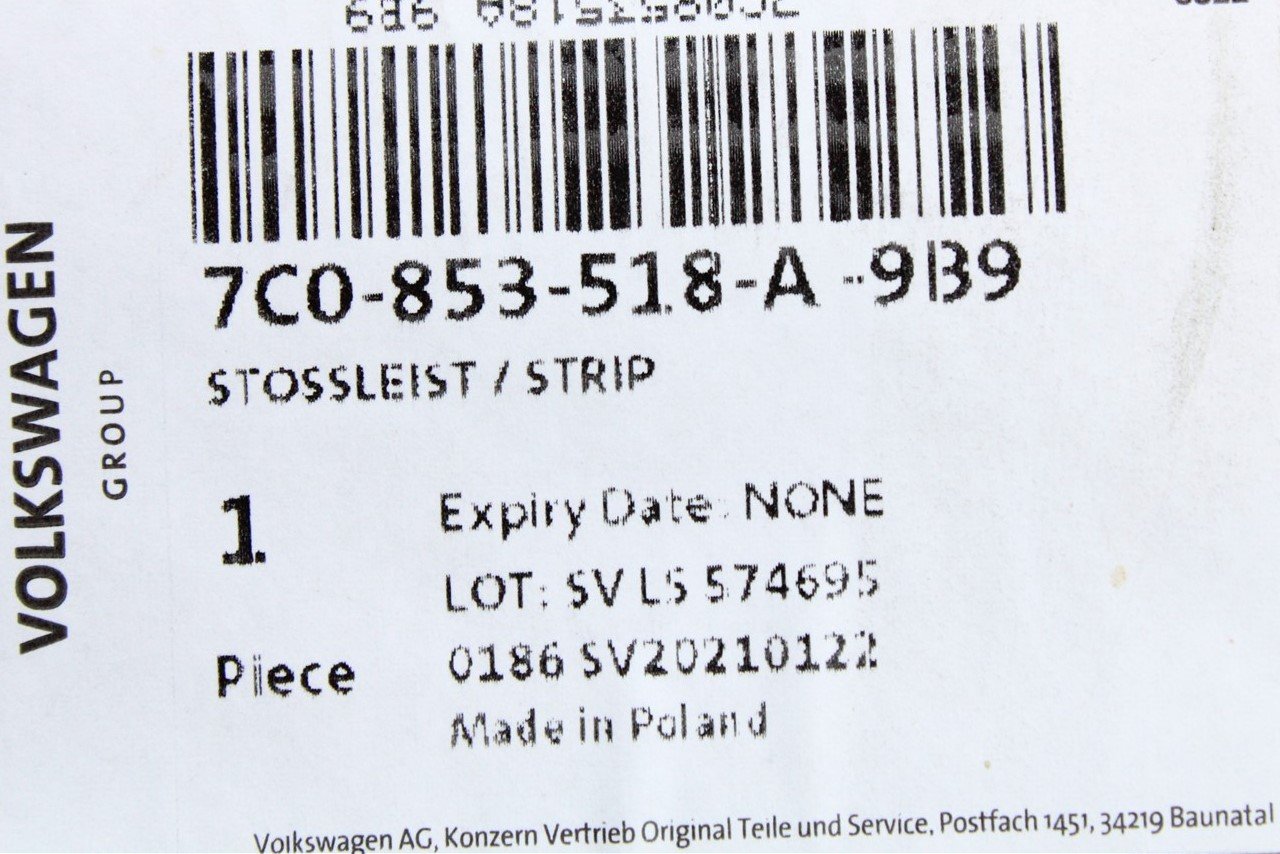 7C0-853-518-A -9B9
STOSSLEIST / STRIP
1
Piece
Expiry Date: NONE
LOT: SV LS 574695
0186 SV20210122
Made in Poland
VOLKSWAGEN
GROUP
Volkswagen AG, Konzern Vertrieb Original Teile und Service, Postfach 1451, 34219 Baunatal